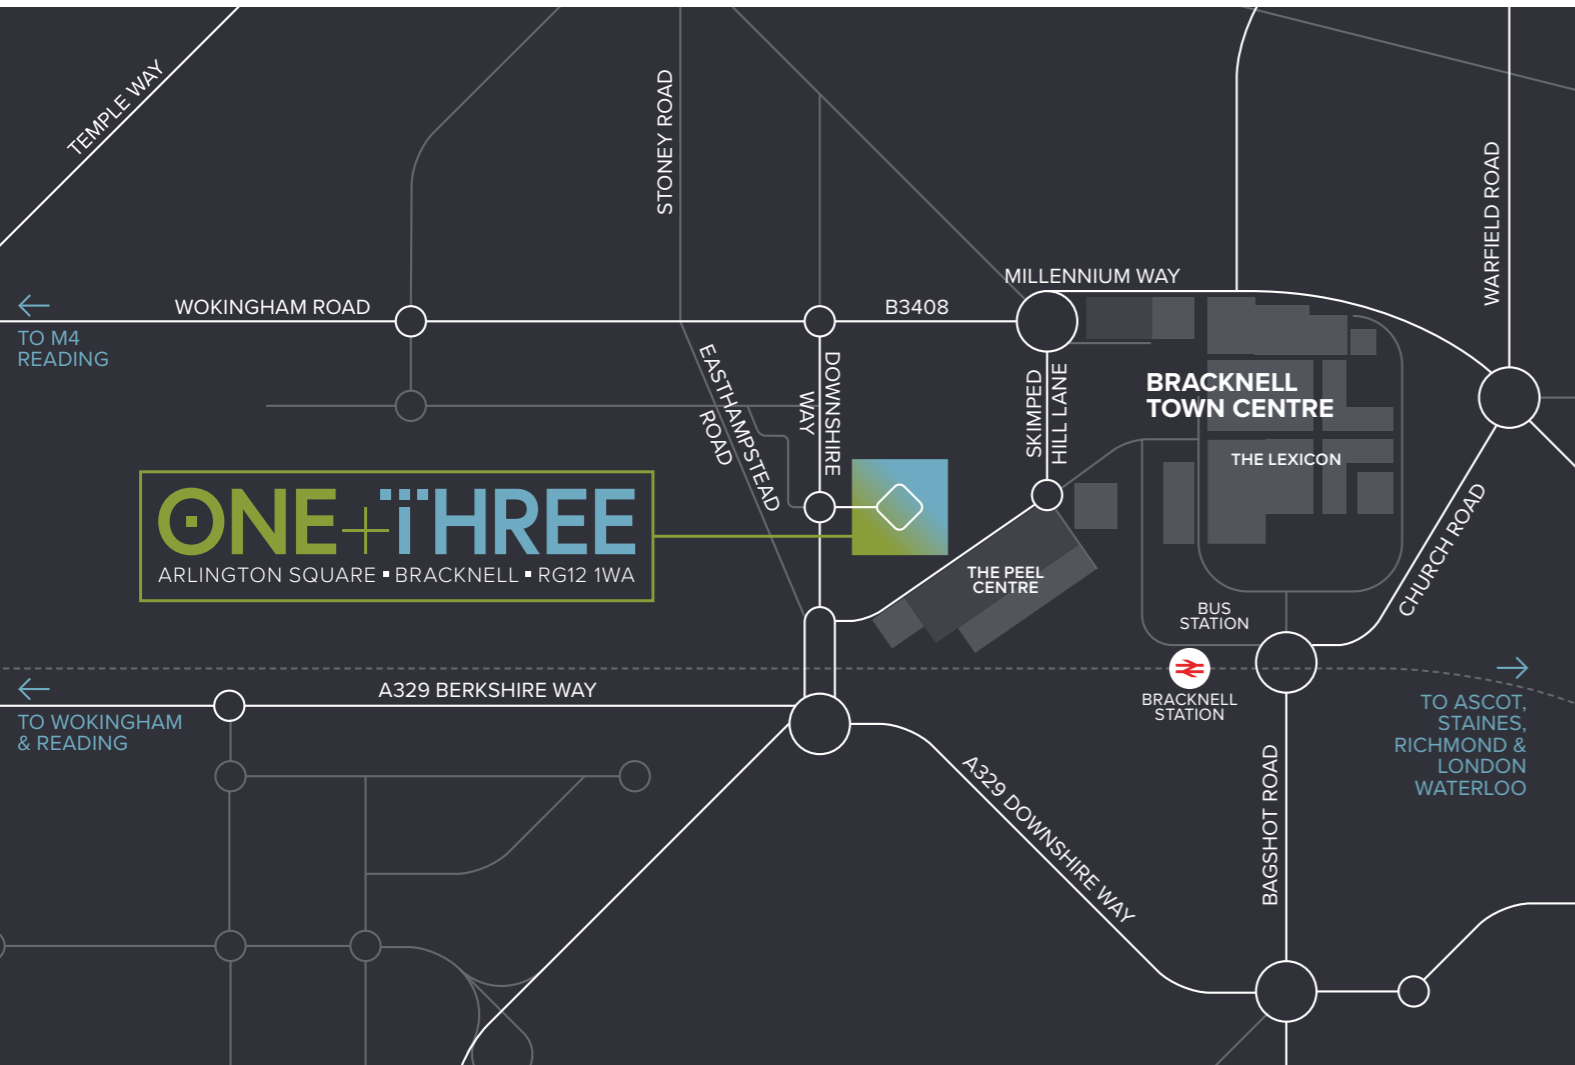 TEMPLE WAY
STONEY ROAD
WARFIELD ROAD
MILLENNIUM WAY
WOKINGHAM ROAD
B3408
TO M4
READING
EASTHAMPSTEAD
ROAD
DOWNSHIRE
WAY
SKIMPED
HILL LANE
BRACKNELL
TOWN CENTRE
THE LEXICON
ONE+THREE
ARLINGTON SQUARE ▪ BRACKNELL ▪ RG12 1WA
THE PEEL
CENTRE
CHURCH ROAD
BUS
STATION
BRACKNELL
STATION
A329 BERKSHIRE WAY
TO WOKINGHAM
& READING
TO ASCOT,
STAINES,
RICHMOND &
LONDON
WATERLOO
A329 DOWNSHIRE WAY
BAGSHOT ROAD